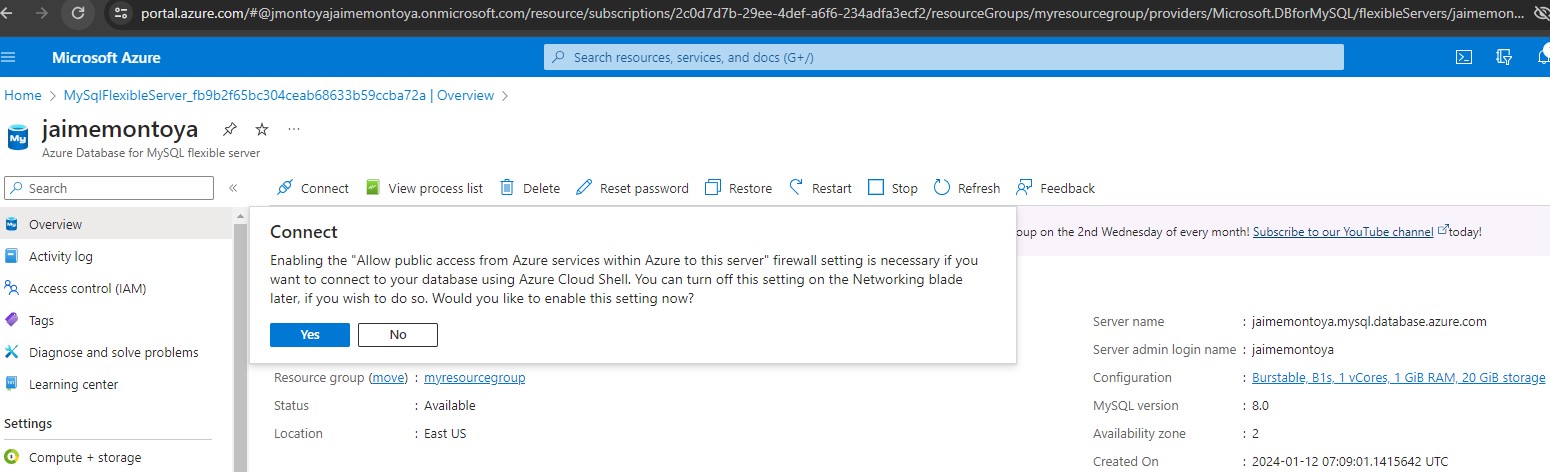 portal.azure.com/#@jmontoyajaimemontoya.onmicrosoft.com/resource/subscriptions/2c0d7d7b-29ee-4def-a6f6-234adfa3ecf2/resourceGroups/myresourcegroup/providers/Microsoft.DBforMySQL/flexibleServers/jaimemon...
Microsoft Azure
Search resources, services, and docs (G+/)
Home > MySqlFlexibleServer_fb9b2f65bc304ceab68633b59ccba72a | Overview >
My
jaimemontoya ...
Azure Database for MySQL flexible server
Search «
Connect View process list Delete Reset password Restore Restart Stop Refresh Feedback
Overview
Activity log
Access control (IAM)
Tags
Diagnose and solve problems
Learning center
Settings
Compute + storage
Connect
Enabling the "Allow public access from Azure services within Azure to this server" firewall setting is necessary if you
want to connect to your database using Azure Cloud Shell. You can turn off this setting on the Networking blade
later, if you wish to do so. Would you like to enable this setting now?
Yes No
oup on the 2nd Wednesday of every month! Subscribe to our YouTube channel today!
Resource group (move) : myresourcegroup
Status : Available
Location : East US
Server name : jaimemontoya.mysql.database.azure.com
Server admin login name : jaimemontoya
Configuration : Burstable, B1s, 1 vCores, 1 GiB RAM, 20 GiB storage
MySQL version : 8.0
Availability zone : 2
Created On : 2024-01-12 07:09:01.1415642 UTC